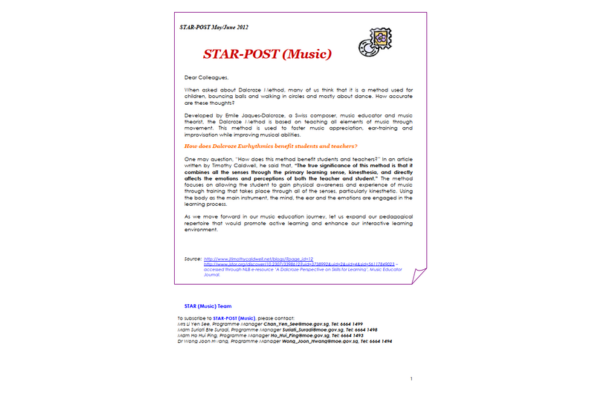 STAR-POST May/June 2012
STAR-POST (Music)
Dear Colleagues,
When asked about Dalcroze Method, many of us think that it is a method used for
children, bouncing balls and walking in circles and mostly about dance. How accurate
are these thoughts?
Developed by Emile Jaques-Dalcroze, a Swiss composer, music educator and music
theorist, the Dalcroze Method is based on teaching all elements of music through
movement. This method is used to foster music appreciation, ear-training and
improvisation while improving musical abilities.
How does Dalcroze Eurhythmics benefit students and teachers?
One may question, "How does this method benefit students and teachers?" In an article
written by Timothy Caldwell, he said that, "The true significance of this method is that it
combines all the senses through the primary learning sense, kinesthesia, and directly
affects the emotions and perceptions of both the teacher and student." The method
focuses on allowing the student to gain physical awareness and experience of music
through training that takes place through all of the senses, particularly kinesthetic. Using
the body as the main instrument, the mind, the ear and the emotions are engaged in the
learning process.
As we move forward in our music education journey, let us expand our pedagogical
repertoire that would promote active learning and enhance our interactive learning
environment.
Source:
accessed through NLB e-resource "A Dalcroze Perspective on Skills for Learning", Music Educator
Journal
STAR (Music) Team
To subscribe to STAR-POST (Music), please contact:
Mrs Li Yen See, Programme Manager Chan_Yen_See@moe.gov.sg, Tel: 6664 1499
Mdm Suriati Bte Suradi, Programme Manager Suriati_Suradi@moe.gov.sg, Tel: 6664 1498
Mdm Ho Hui Ping, Programme Manager Ho_Hui_Ping@moe.gov.sg, Tel: 6664 1493
Dr Wong Joon Hwang, Programme Manager Wong_Joon_Hwang@moe.gov.sg, Tel: 6664 1494
1